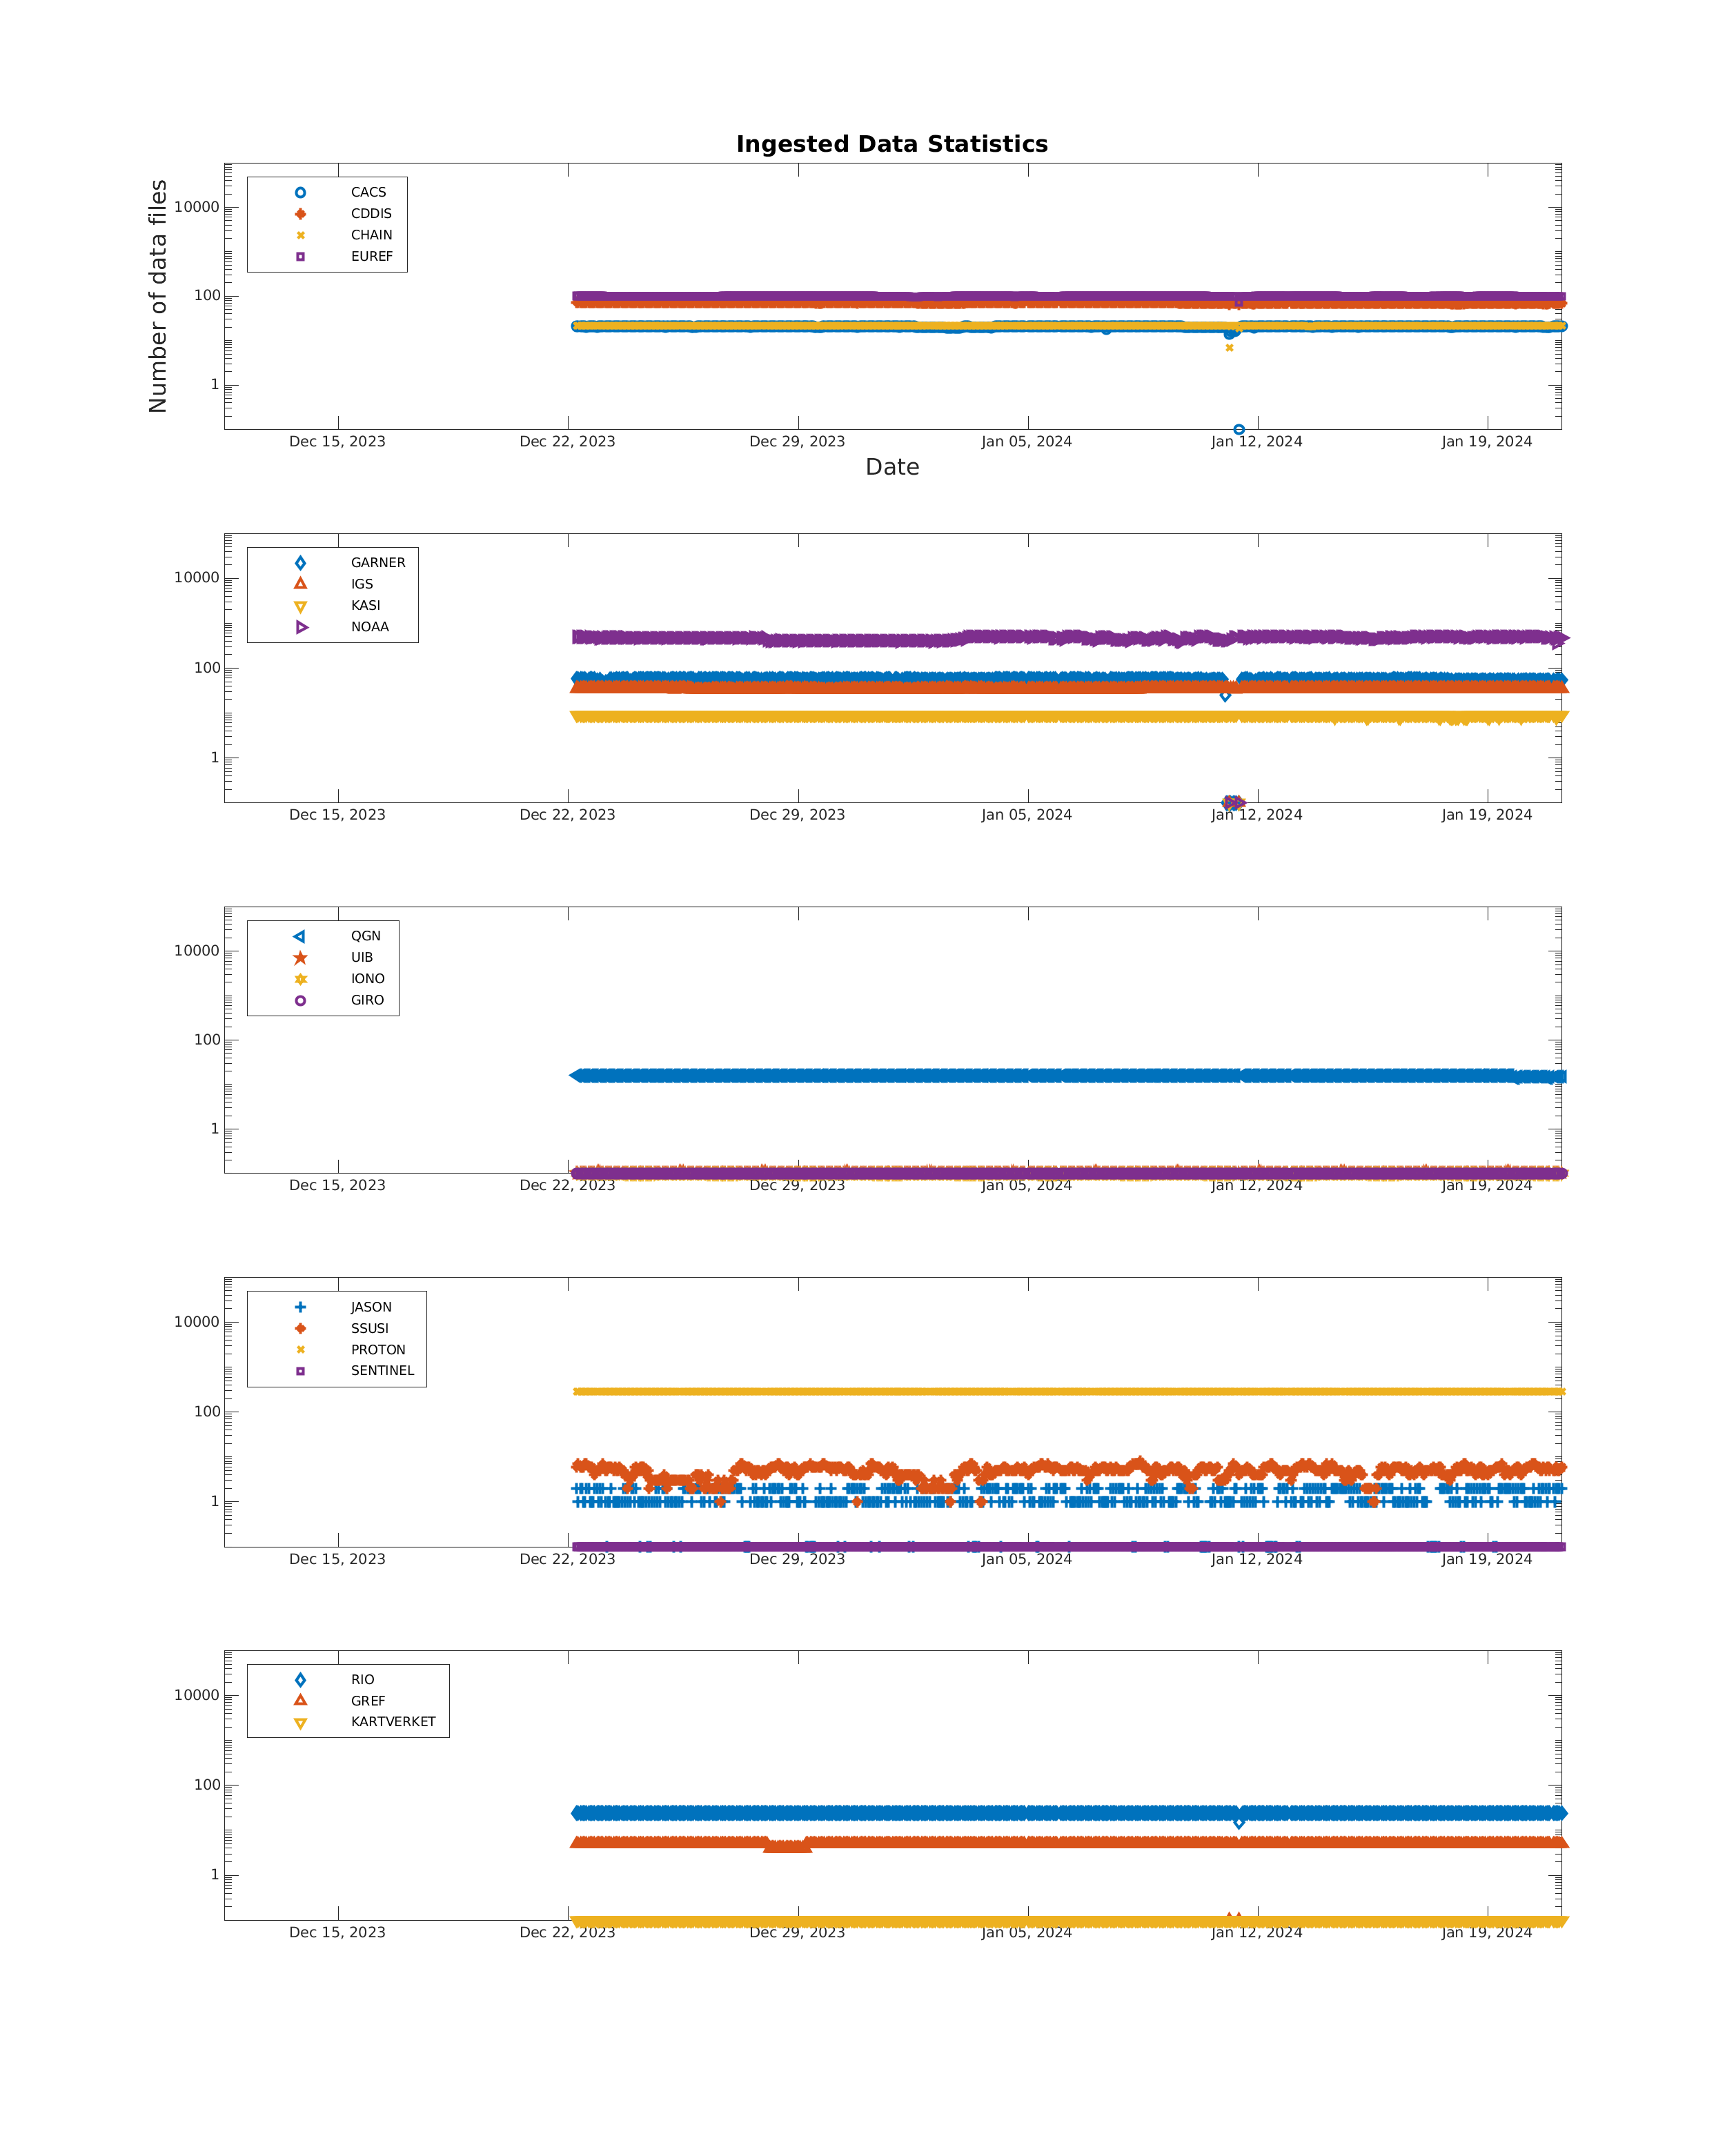 Ingested Data Statistics
Number of data files
10000
100
1
CACS
CDDIS
CHAIN
EUREF
Dec 15, 2023 Dec 22, 2023 Dec 29, 2023 Jan 05, 2024 Jan 12, 2024 Jan 19, 2024
Date
10000
100
1
GARNER
IGS
KASI
NOAA
Dec 15, 2023 Dec 22, 2023 Dec 29, 2023 Jan 05, 2024 Jan 12, 2024 Jan 19, 2024
10000
100
1
QGN
UIB
IONO
GIRO
Dec 15, 2023 Dec 22, 2023 Dec 29, 2023 Jan 05, 2024 Jan 12, 2024 Jan 19, 2024
10000
100
1
JASON
SSUSI
PROTON
SENTINEL
Dec 15, 2023 Dec 22, 2023 Dec 29, 2023 Jan 05, 2024 Jan 12, 2024 Jan 19, 2024
10000
100
1
RIO
GREF
KARTVERKET
Dec 15, 2023 Dec 22, 2023 Dec 29, 2023 Jan 05, 2024 Jan 12, 2024 Jan 19, 2024